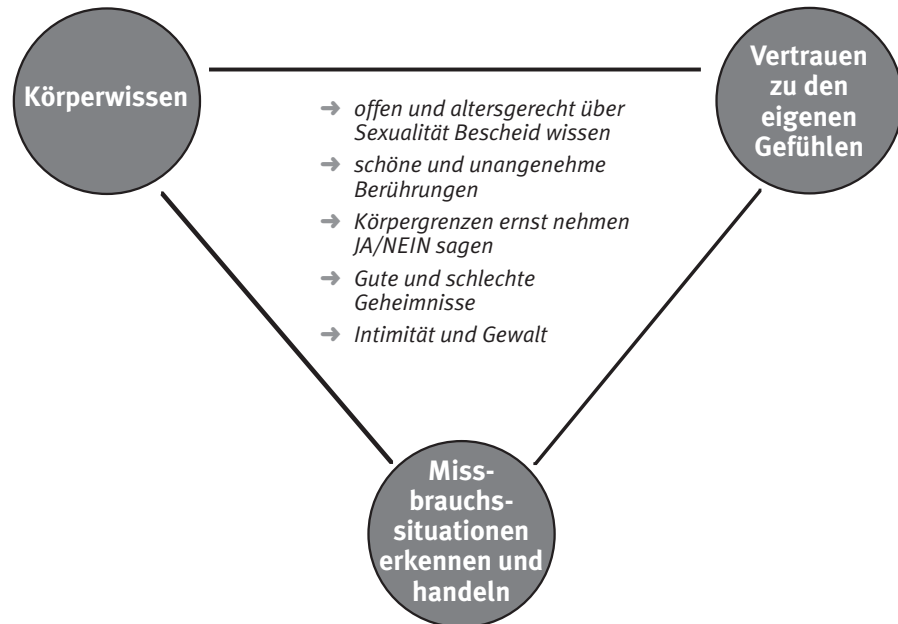 Körperwissen
Vertrauen
zu den
eigenen
Gefühlen
➔ offen und altersgerecht über
Sexualität Bescheid wissen
➔ schöne und unangenehme
Berührungen
➔ Körpergrenzen ernst nehmen
JA/NEIN sagen
➔ Gute und schlechte
Geheimnisse
➔ Intimität und Gewalt
Miss-
brauchs-
situationen
erkennen und
handeln